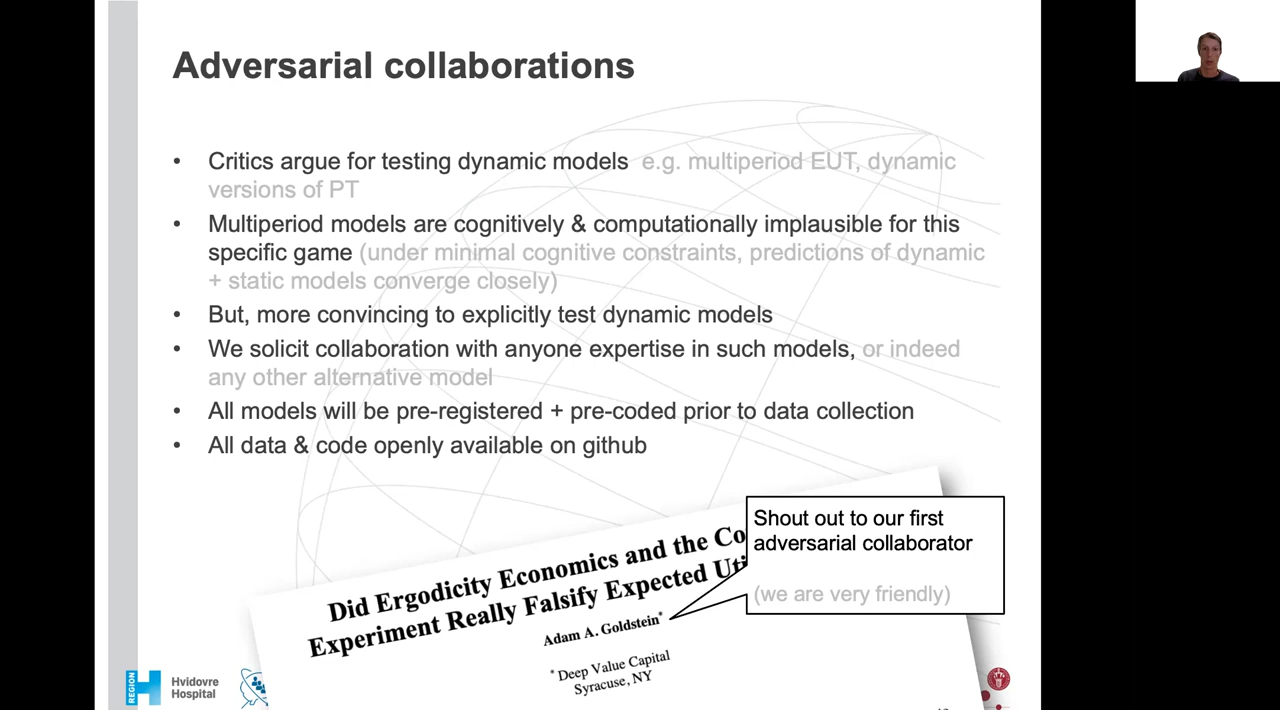 Adversarial collaborations
• Critics argue for testing dynamic models e.g. multiperiod EUT, dynamic
versions of PT
• Multiperiod models are cognitively & computationally implausible for this
specific game (under minimal cognitive constraints, predictions of dynamic
+ static models converge closely)
• But, more convincing to explicitly test dynamic models
• We solicit collaboration with anyone expertise in such models, or indeed
any other alternative model
• All models will be pre-registered + pre-coded prior to data collection
• All data & code openly available on github
Shout out to our first
adversarial collaborator
(we are very friendly)
Did Ergodicity Economics and the Co
Experiment Really Falsify Expected Uti
Adam A. Goldstein*
* Deep Value Capital
Syracuse, NY
REGION
Hvidovre
Hospital